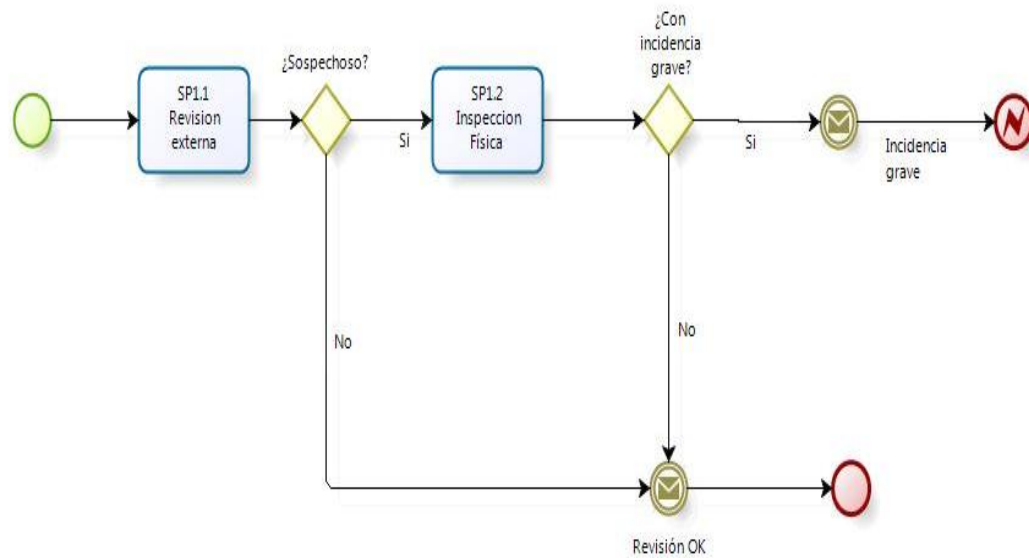 ¿Sospechoso?
SP1.1
Revision
externa
Si
SP1.2
Inspeccion
Física
¿Con
incidencia
grave?
Si
Incidencia
grave
No
No
Revisión OK